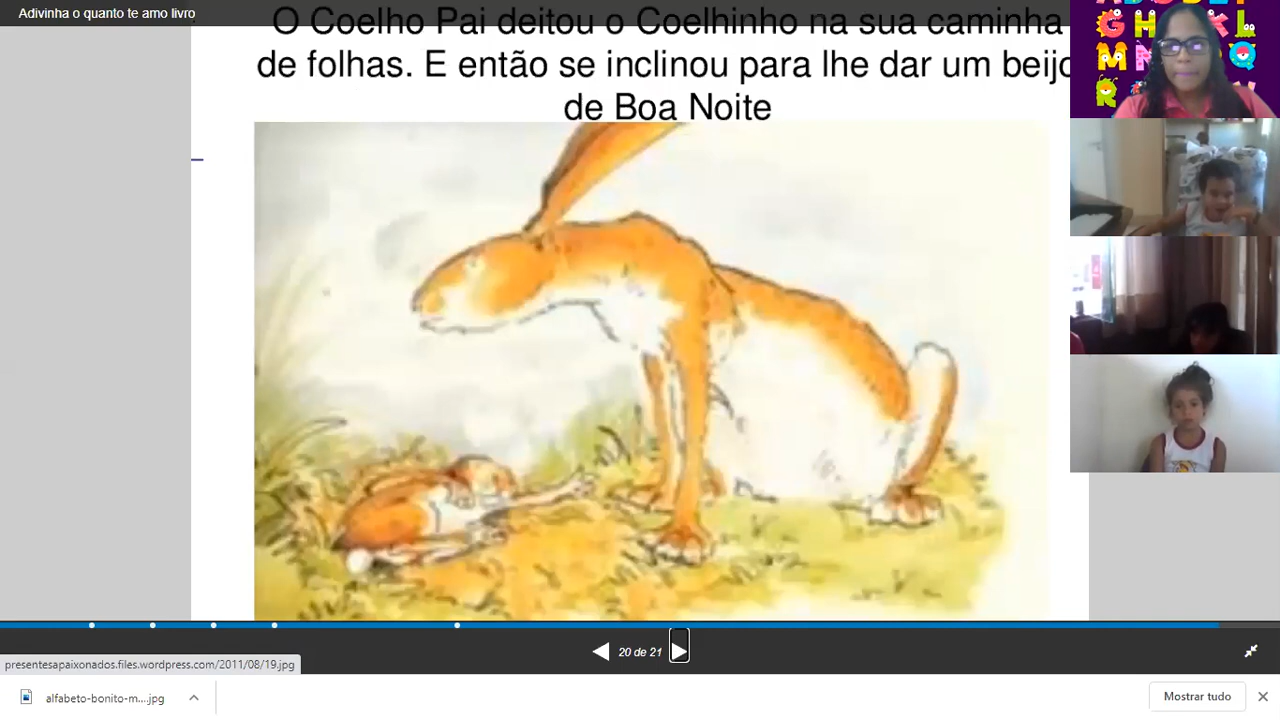 Adivinha o quanto te amo livro
O Coelho Pai deitou o Coelhinho na sua caminha
de folhas. E então se inclinou para lhe dar um beijo
de Boa Noite
20 de 21
presentesapaixonados.files.wordpress.com/2011/08/19.jpg
alfabeto-bonito-m....jpg
Mostrar tudo